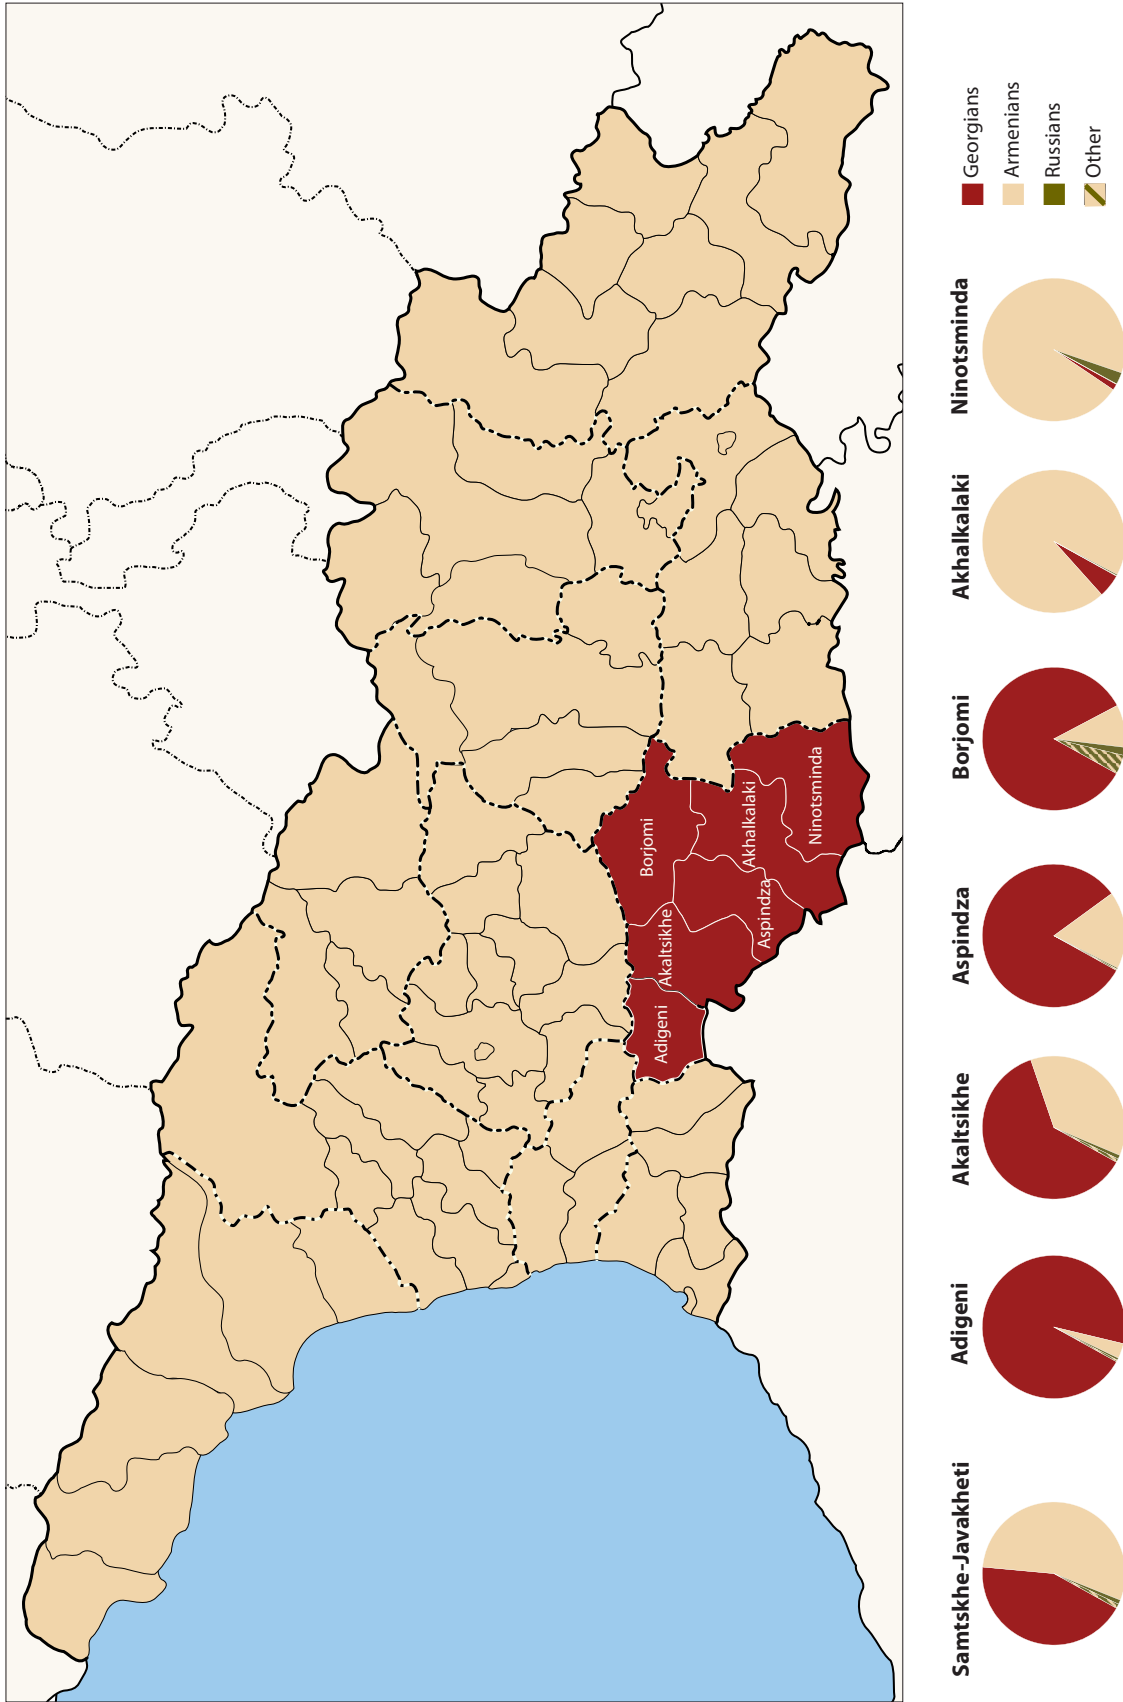 Adigeni
Akaltsikhe
Aspindza
Borjomi
Akhalkalaki
Ninotsminda
Samtskhe-Javakheti
Adigeni
Akaltsikhe
Aspindza
Borjomi
Akhalkalaki
Ninotsminda
Georgians
Armenians
Russians
Other